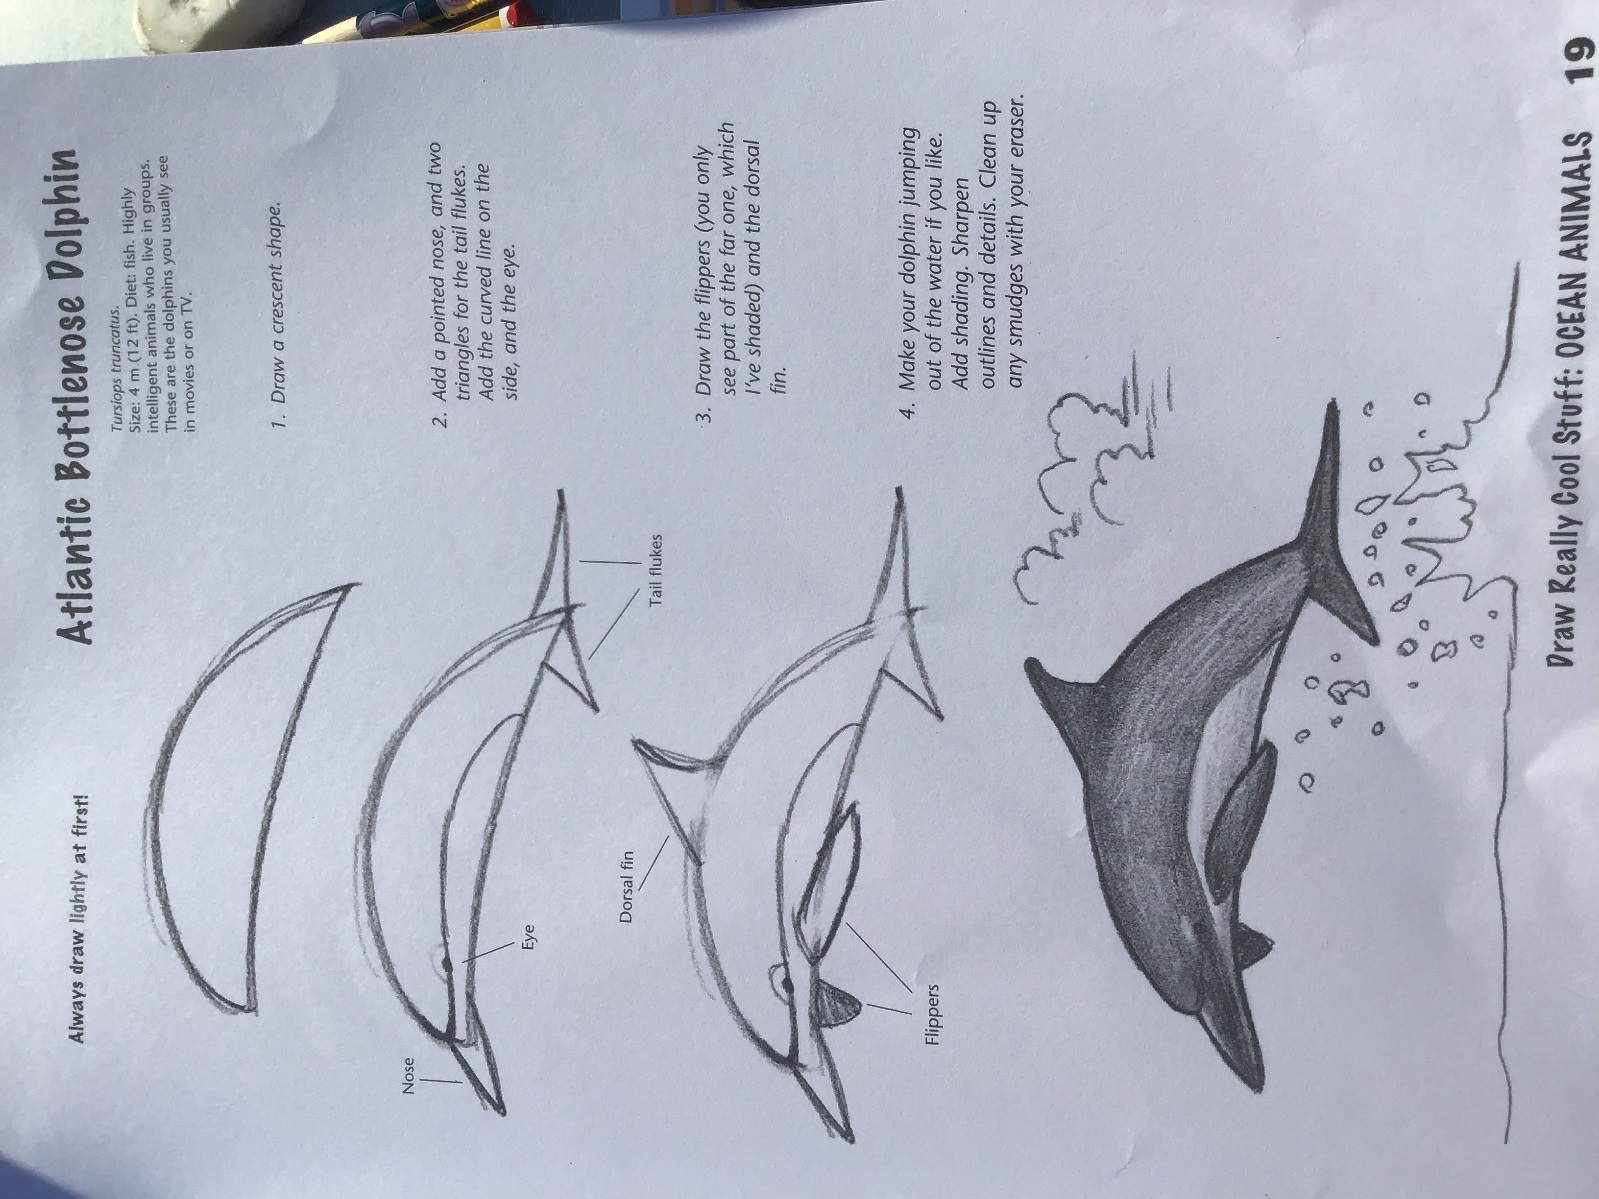 Always draw lightly at first!
Atlantic Bottlenose Dolphin
Tursiops truncatus.
Size: 4 m (12 ft). Diet: fish. Highly
intelligent animals who live in groups.
These are the dolphins you usually see
in movies or on TV.
1. Draw a crescent shape.
2. Add a pointed nose, and two
triangles for the tail flukes.
Add the curved line on the
side, and the eye.
Nose
Eye
Tail flukes
3. Draw the flippers (you only
see part of the far one, which
I've shaded) and the dorsal
fin.
Dorsal fin
Flippers
4. Make your dolphin jumping
out of the water if you like.
Add shading. Sharpen
outlines and details. Clean up
any smudges with your eraser.
Draw Really Cool Stuff: OCEAN ANIMALS 19